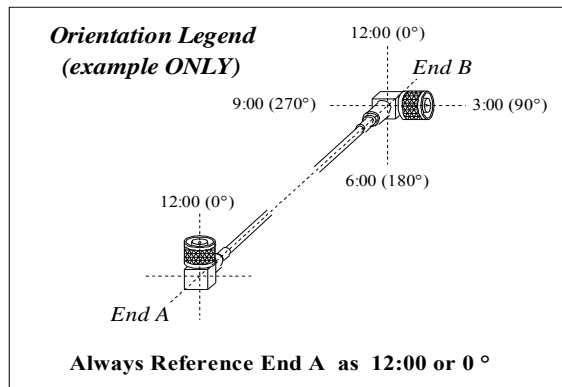 Orientation Legend
(example ONLY)
12:00 (0°)
End B
9:00 (270°)
3:00 (90°)
6:00 (180°)
12:00 (0°)
End A
Always Reference End A as 12:00 or 0 °